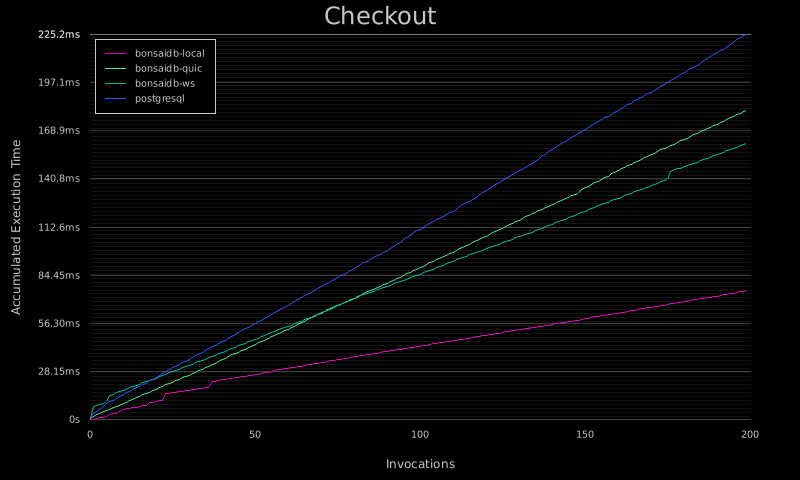 Checkout
225.2ms
197.1ms
168.9ms
140.8ms
112.6ms
84.45ms
56.30ms
28.15ms
0s
bonsaidb-local
bonsaidb-quic
bonsaidb-ws
postgresql
Accumulated Execution Time
0 50 100 150 200
Invocations